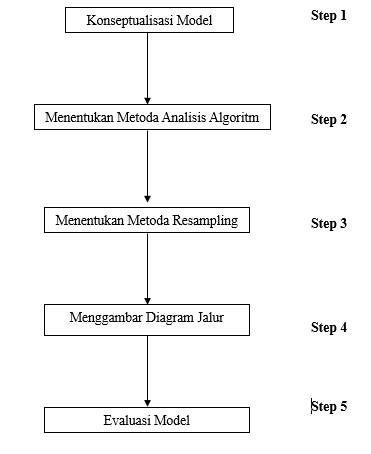 Konseptualisasi Model
Step 1
Menentukan Metoda Analisis Algoritm
Step 2
Menentukan Metoda Resampling
Step 3
Menggambar Diagram Jalur
Step 4
Evaluasi Model
Step 5